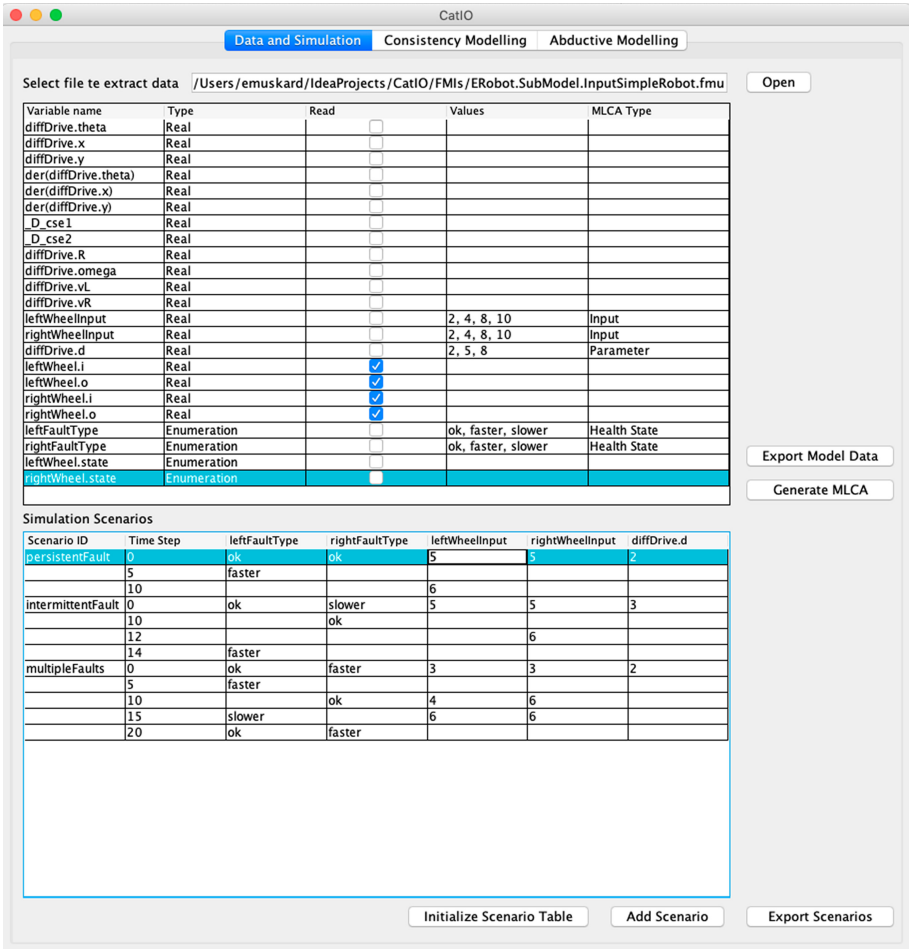 CatIO
Data and Simulation Consistency Modelling Abductive Modelling
Select file te extract data /Users/emuskard/IdeaProjects/CatIO/FMIs/ERobot.SubModel.InputSimpleRobot.fmu Open
Variable name Type Read Values MLCA Type
diffDrive.theta Real
diffDrive.x Real
diffDrive.y Real
der(diffDrive.theta) Real
der(diffDrive.x) Real
der(diffDrive.y) Real
_D_cse1 Real
_D_cse2 Real
diffDrive.R Real
diffDrive.omega Real
diffDrive.vL Real
diffDrive.vR Real
leftWheelInput Real 2, 4, 8, 10 Input
rightWheelInput Real 2, 4, 8, 10 Input
diffDrive.d Real 2, 5, 8 Parameter
leftWheel.i Real
leftWheel.o Real
rightWheel.i Real
rightWheel.o Real
leftFaultType Enumeration ok, faster, slower Health State
rightFaultType Enumeration ok, faster, slower Health State
leftWheel.state Enumeration
rightWheel.state Enumeration
Export Model Data
Generate MLCA
Simulation Scenarios
Scenario ID Time Step leftFaultType rightFaultType leftWheelInput rightWheelInput diffDrive.d
persistentFault 0 ok ok 5 5 2
5 faster
10 6
intermittentFault 0 ok slower 5 5 3
10 ok
12 6
14 faster
multipleFaults 0 ok faster 3 3 2
5 faster
10 ok 4 6
15 slower 6 6
20 ok faster
Initialize Scenario Table Add Scenario Export Scenarios